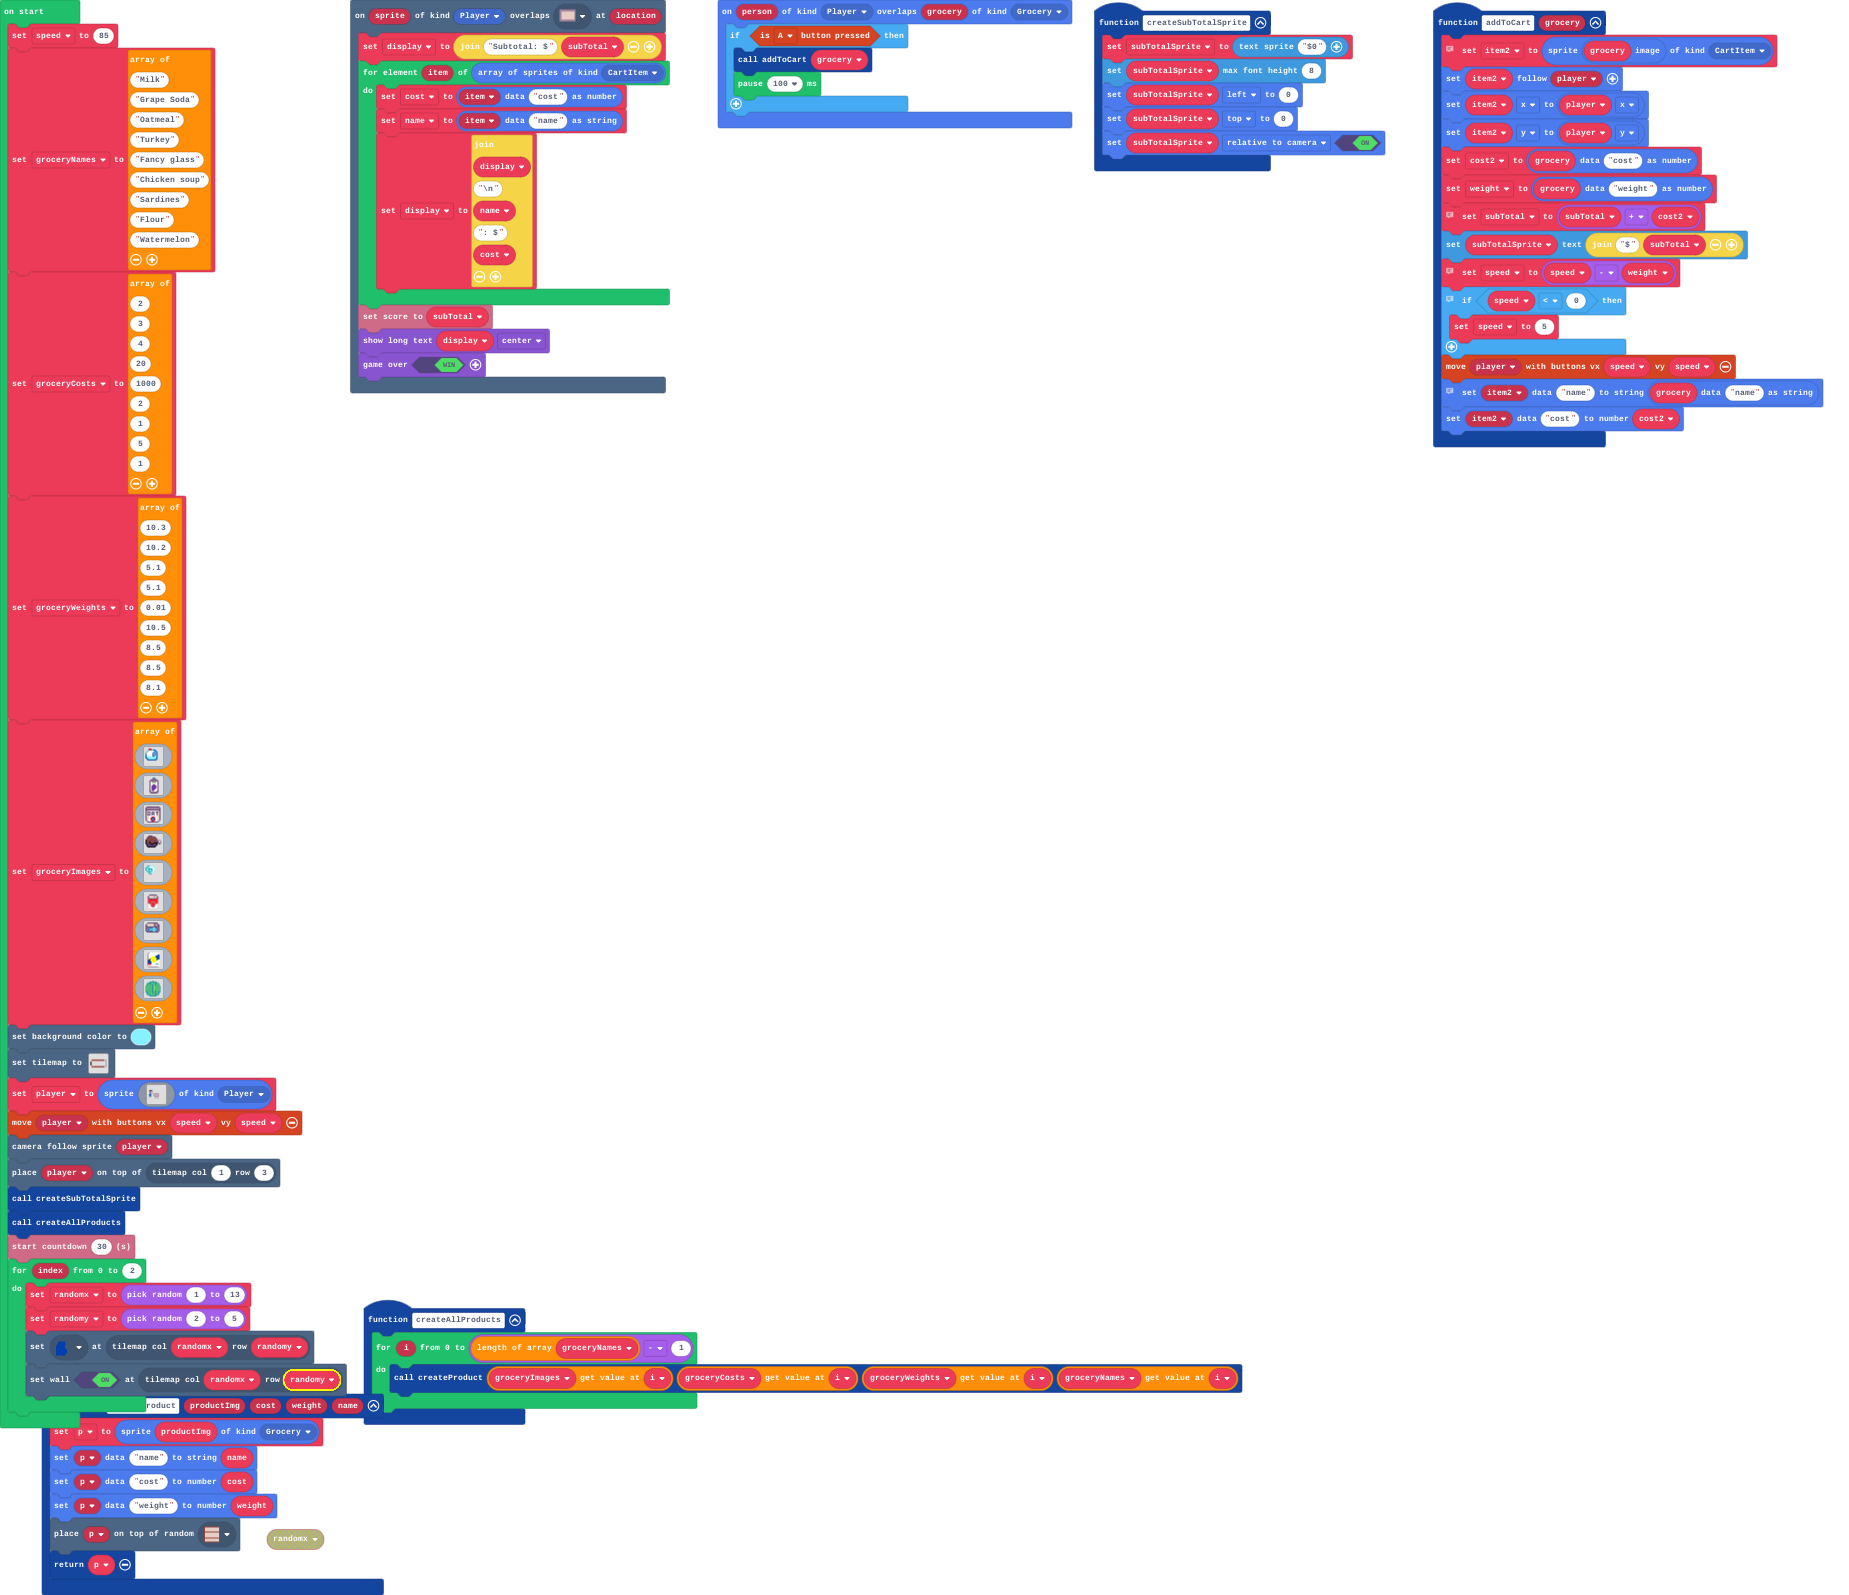 on start
set speed to 85
set groceryNames to array of
"Milk"
"Grape Soda"
"Oatmeal"
"Turkey"
"Fancy glass"
"Chicken soup"
"Sardines"
"Flour"
"Watermelon"
set groceryCosts to array of
2
3
4
20
1000
2
1
5
1
set groceryWeights to array of
10.3
10.2
5.1
5.1
0.01
10.5
8.5
8.5
8.1
set groceryImages to array of
set background color to
set tilemap to
set player to sprite of kind Player
move player with buttons vx speed vy speed
camera follow sprite player
place player on top of tilemap col 1 row 3
call createSubTotalSprite
call createAllProducts
start countdown 30 (s)
for index from 0 to 2
do
set randomx to pick random 1 to 13
set randomy to pick random 2 to 5
set at tilemap col randomx row randomy
set wall ON at tilemap col randomx row randomy
roduct productImg cost weight name
set p to sprite productImg of kind Grocery
set p data "name" to string name
set p data "cost" to number cost
set p data "weight" to number weight
place p on top of random
return p
randomx
on sprite of kind Player overlaps at location
set display to join "Subtotal: $" subTotal
for element item of array of sprites of kind CartItem
do
set cost to item data "cost" as number
set name to item data "name" as string
set display to join
display
"\n"
name
": $"
cost
set score to subTotal
show long text display center
game over WIN
on person of kind Player overlaps grocery of kind Grocery
if is A button pressed then
call addToCart grocery
pause 100 ms
function createSubTotalSprite
set subTotalSprite to text sprite "$0"
set subTotalSprite max font height 8
set subTotalSprite left to 0
set subTotalSprite top to 0
set subTotalSprite relative to camera ON
function addToCart grocery
set item2 to sprite grocery image of kind CartItem
set item2 follow player
set item2 x to player x
set item2 y to player y
set cost2 to grocery data "cost" as number
set weight to grocery data "weight" as number
set subTotal to subTotal + cost2
set subTotalSprite text join "$" subTotal
set speed to speed - weight
if speed < 0 then
set speed to 5
move player with buttons vx speed vy speed
set item2 data "name" to string grocery data "name" as string
set item2 data "cost" to number cost2
function createAllProducts
for i from 0 to length of array groceryNames - 1
do
call createProduct groceryImages get value at i groceryCosts get value at i groceryWeights get value at i groceryNames get value at i